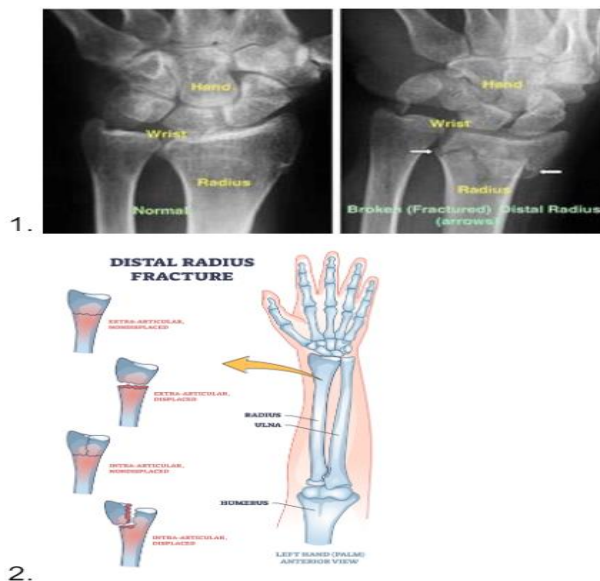 Hand
Wrist
Radius
Normal
Hand
Wrist
Radius
Broken (Fractured) Distal Radius
(arrows)
1.
DISTAL RADIUS
FRACTURE
EXTRA-ARTICULAR,
NONDISPLACED
EXTRA-ARTICULAR,
DISPLACED
RADIUS
ULNA
INTRA-ARTICULAR,
NONDISPLACED
HUMERUS
INTRA-ARTICULAR,
DISPLACED
LEFT HAND (PALM)
ANTERIOR VIEW
2.